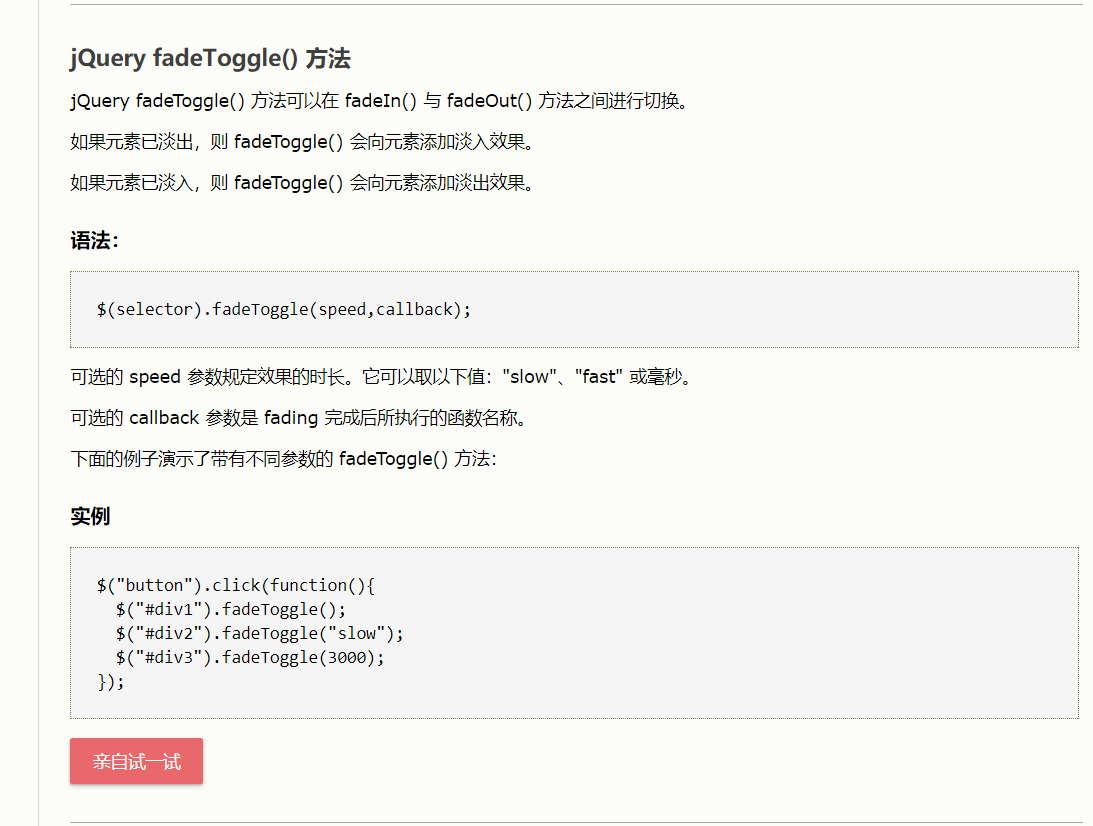 jQuery fadeToggle() 方法
jQuery fadeToggle() 方法可以在 fadeIn() 与 fadeOut() 方法之间进行切换。
如果元素已淡出，则 fadeToggle() 会向元素添加淡入效果。
如果元素已淡入，则 fadeToggle() 会向元素添加淡出效果。
语法：
$(selector).fadeToggle(speed,callback);
可选的 speed 参数规定效果的时长。它可以取以下值："slow"、"fast" 或毫秒。
可选的 callback 参数是 fading 完成后所执行的函数名称。
下面的例子演示了带有不同参数的 fadeToggle() 方法：
实例
$("button").click(function(){
  $("#div1").fadeToggle();
  $("#div2").fadeToggle("slow");
  $("#div3").fadeToggle(3000);
});
亲自试一试